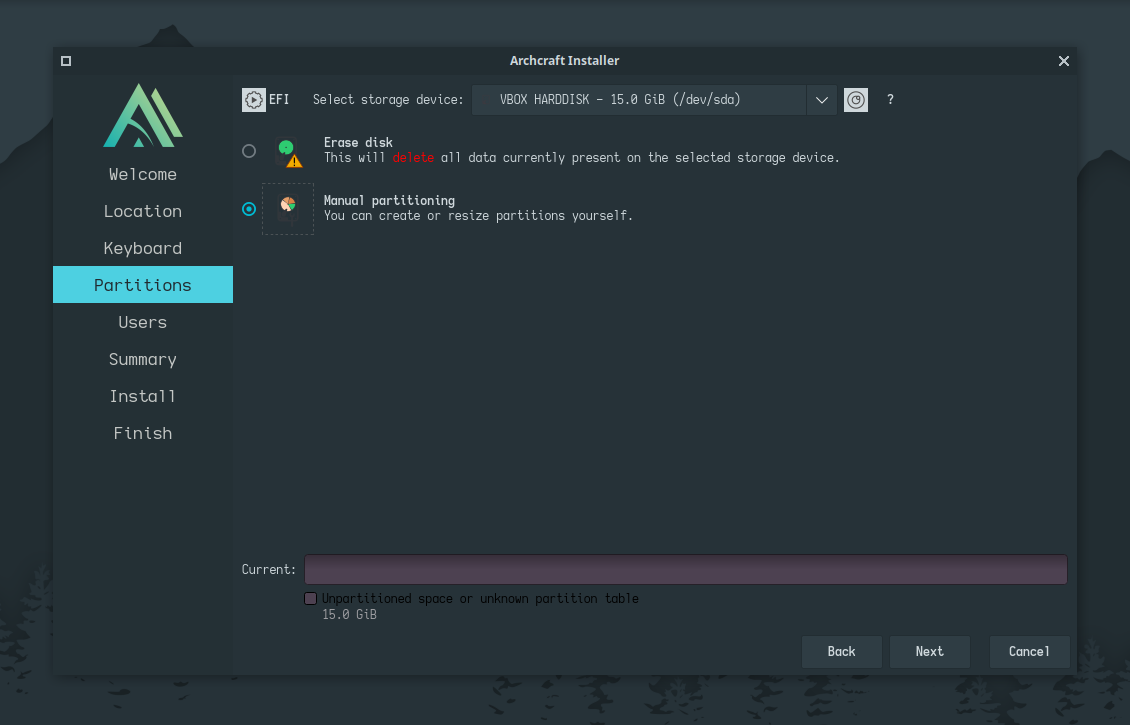 Archcraft Installer
EFI
Select storage device:
VBOX HARDDISK – 15.0 GiB (/dev/sda)
?
Welcome
Location
Keyboard
Partitions
Users
Summary
Install
Finish
Erase disk
This will delete all data currently present on the selected storage device.
Manual partitioning
You can create or resize partitions yourself.
Current:
Unpartitioned space or unknown partition table
15.0 GiB
Back
Next
Cancel